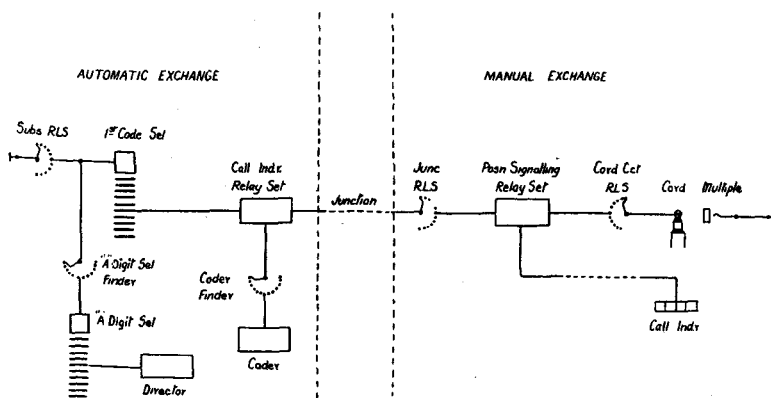 AUTOMATIC EXCHANGE
MANUAL EXCHANGE
Subs RLS
1st Code Sel
Call Indr.
Relay Set
Junction
Junc
RLS
Posn Signalling
Relay Set
Cord Cct
RLS
Cord
Multiple
"A" Digit Sel
Finder
Coder
Finder
"A" Digit Sel
Call Indr
Director
Coder